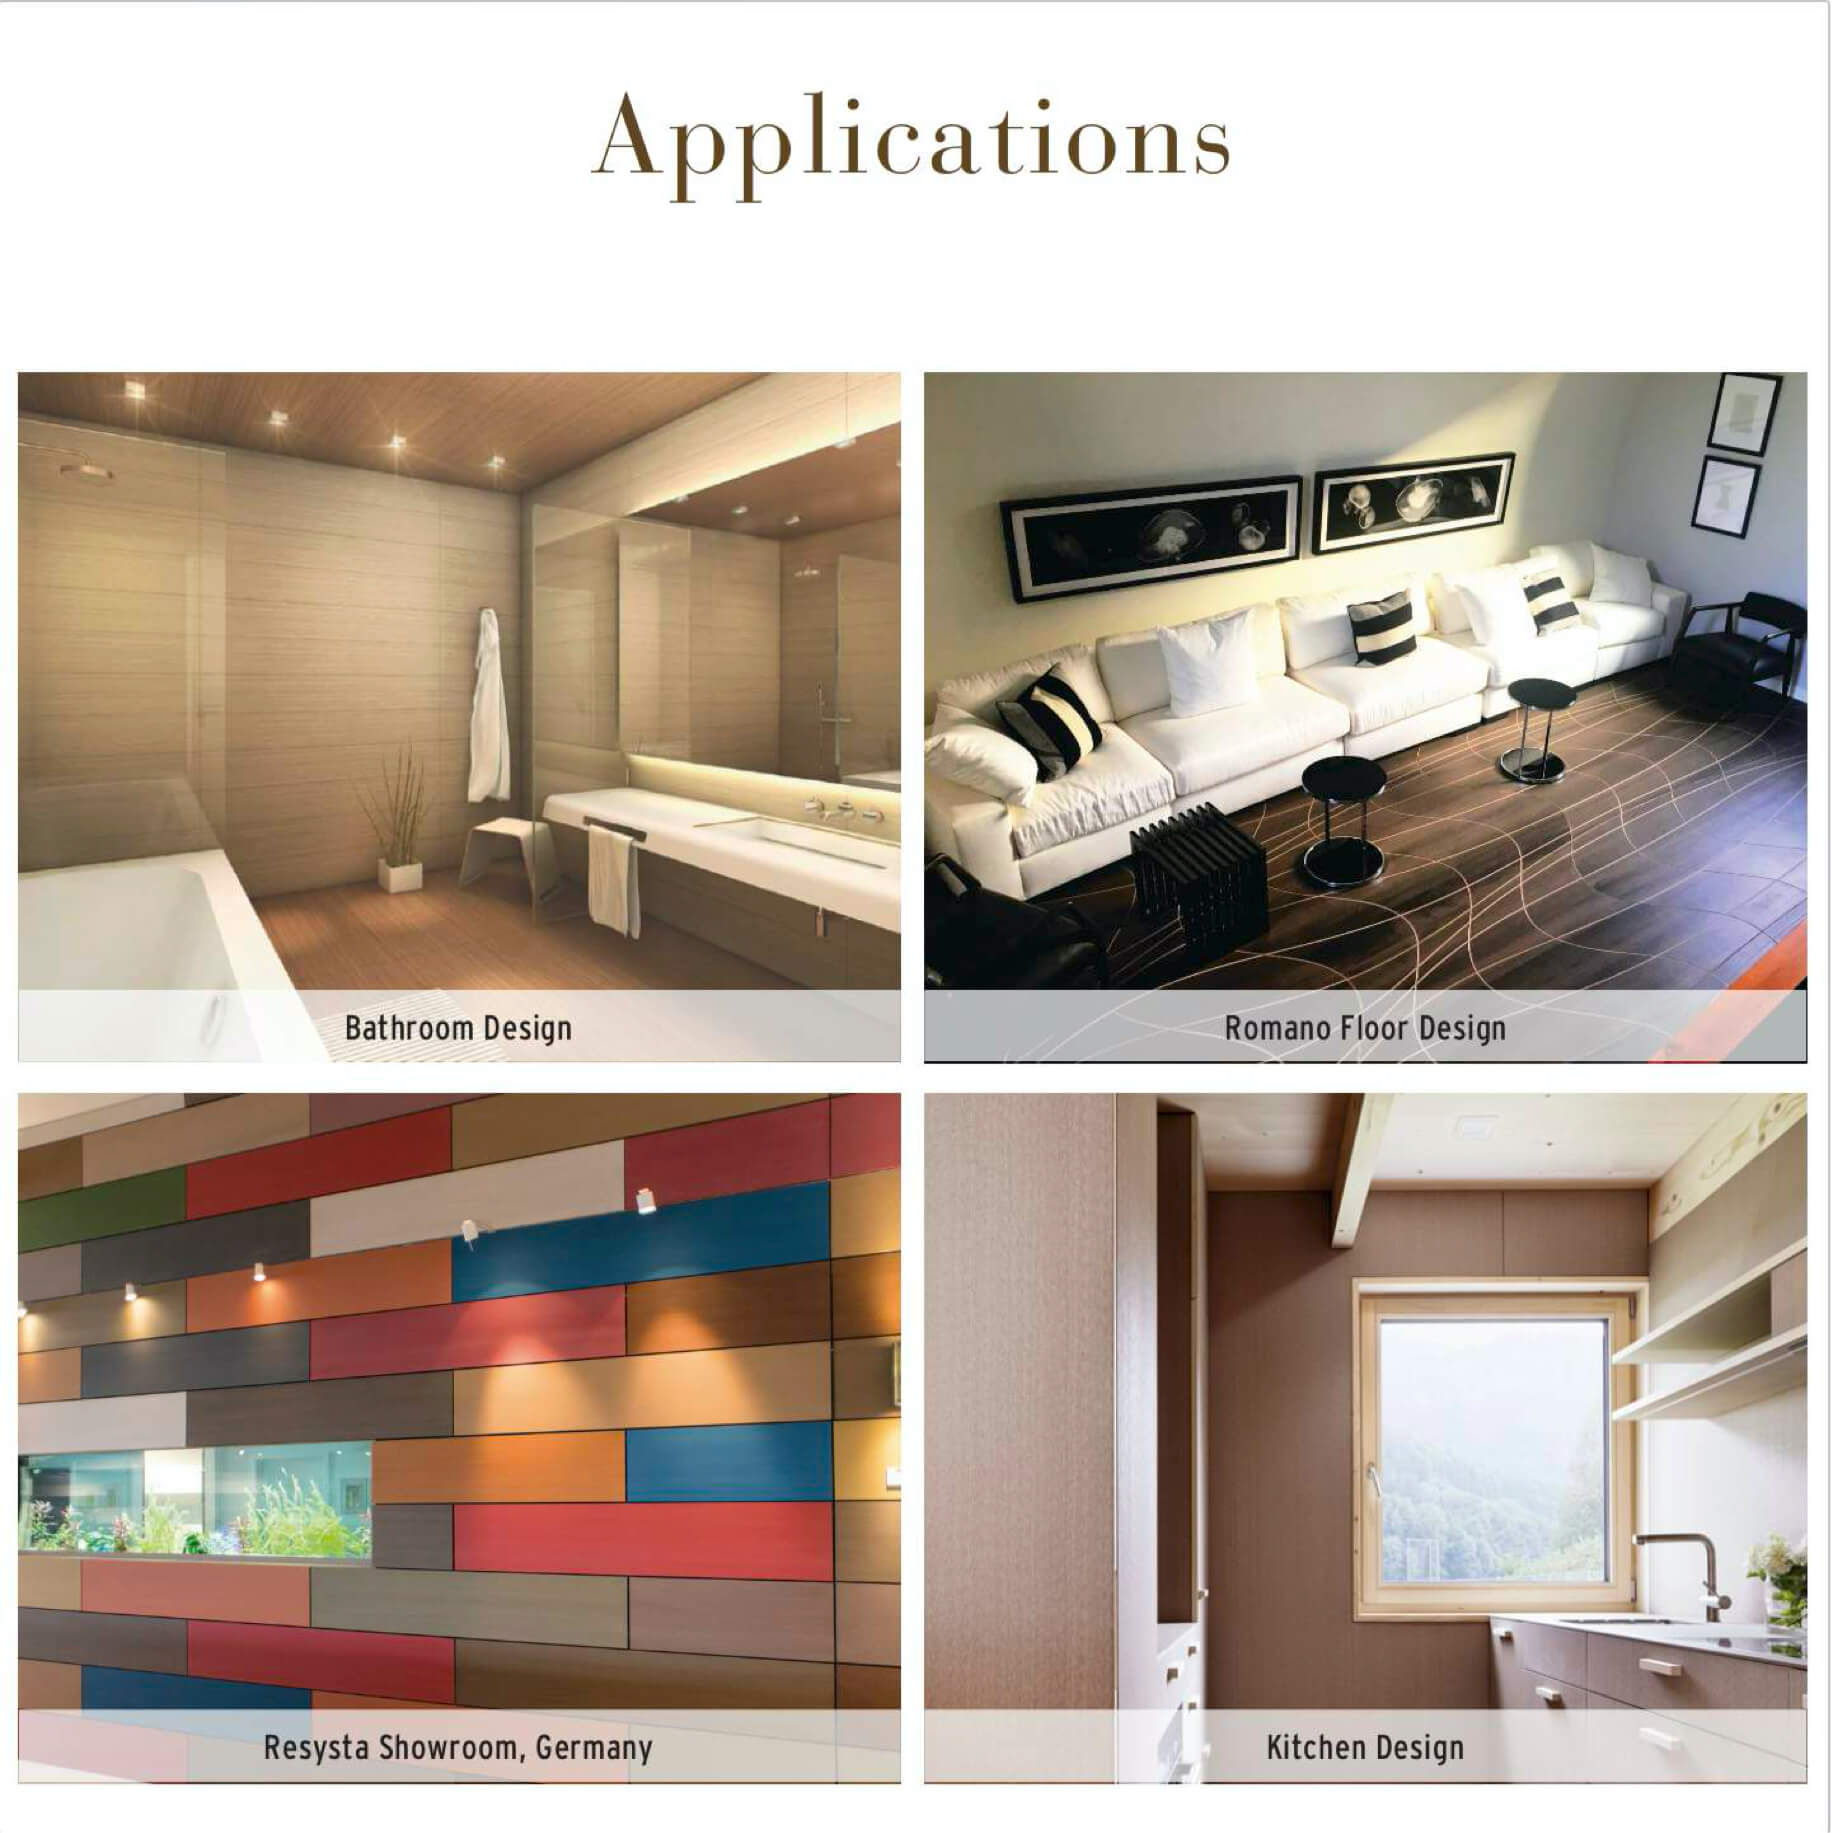 Applications
Bathroom Design
Romano Floor Design
Resysta Showroom, Germany
Kitchen Design